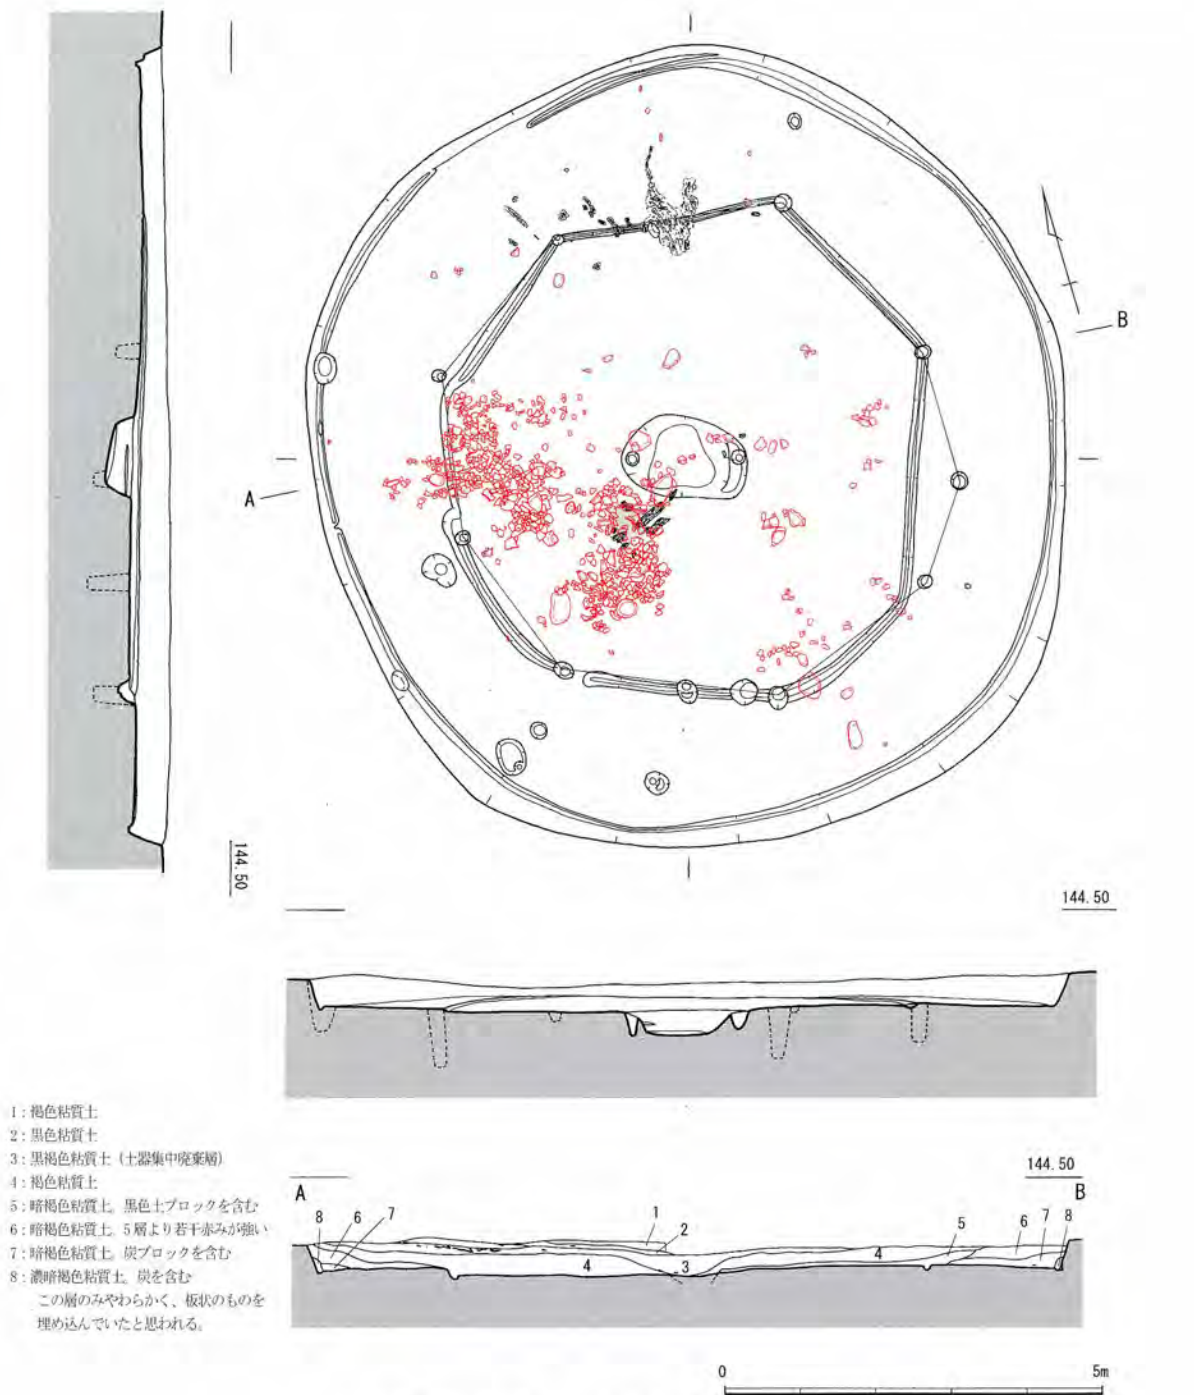 B
A
144.50
144.50
144.50
A
B
8
6
7
1
2
3
4
4
5
6
7
8
1：褐色粘質土
2：黒色粘質土
3：黒褐色粘質土（土器集中廃棄層）
4：褐色粘質土
5：暗褐色粘質土。黒色土ブロックを含む
6：暗褐色粘質土。5層より若干赤みが強い
7：暗褐色粘質土。炭ブロックを含む
8：濃暗褐色粘質土。炭を含む
この層のみやわらかく、板状のものを
埋め込んでいたと思われる。
0
5m